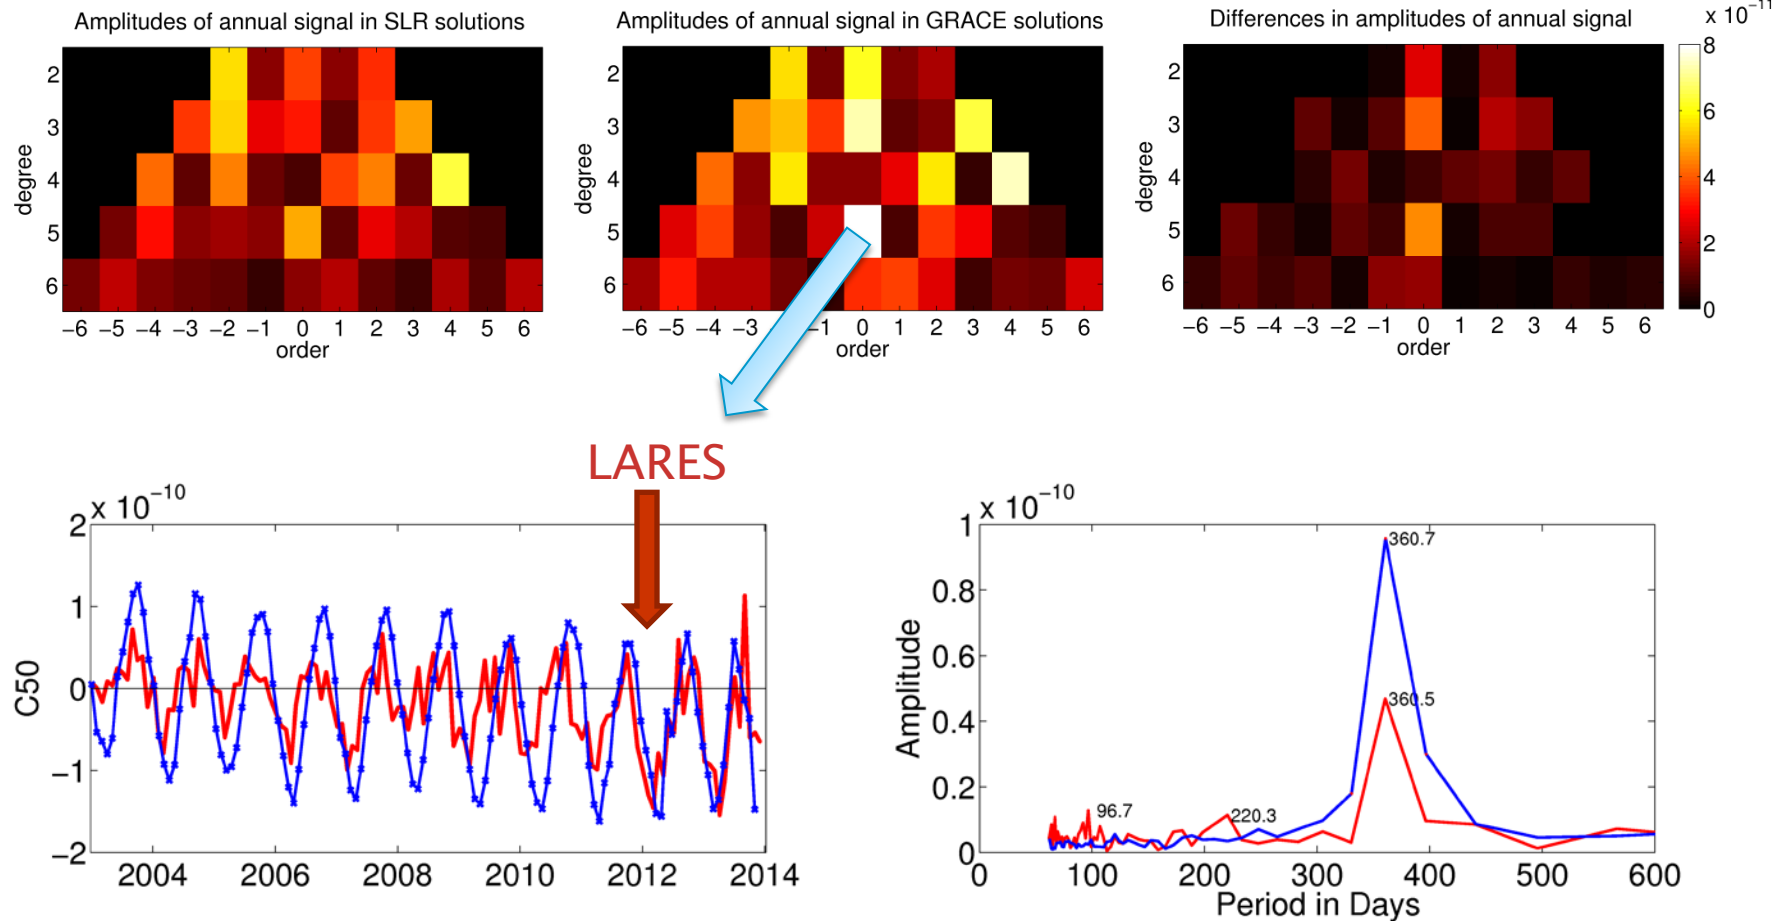 Amplitudes of annual signal in SLR solutions
Amplitudes of annual signal in GRACE solutions
Differences in amplitudes of annual signal
x 10⁻¹¹
degree
2
3
4
5
6
−6 −5 −4 −3 −2 −1 0 1 2 3 4 5 6
order
degree
2
3
4
5
6
−6 −5 −4 −3 −1 0 1 2 3 4 5 6
order
degree
2
3
4
5
6
−6 −5 −4 −3 −2 −1 0 1 2 3 4 5 6
order
8
6
4
2
0
LARES
x 10⁻¹⁰
C50
2
1
0
−1
−2
2004 2006 2008 2010 2012 2014
x 10⁻¹⁰
Amplitude
1
0.8
0.6
0.4
0.2
0
360.7
360.5
96.7
220.3
0 100 200 300 400 500 600
Period in Days